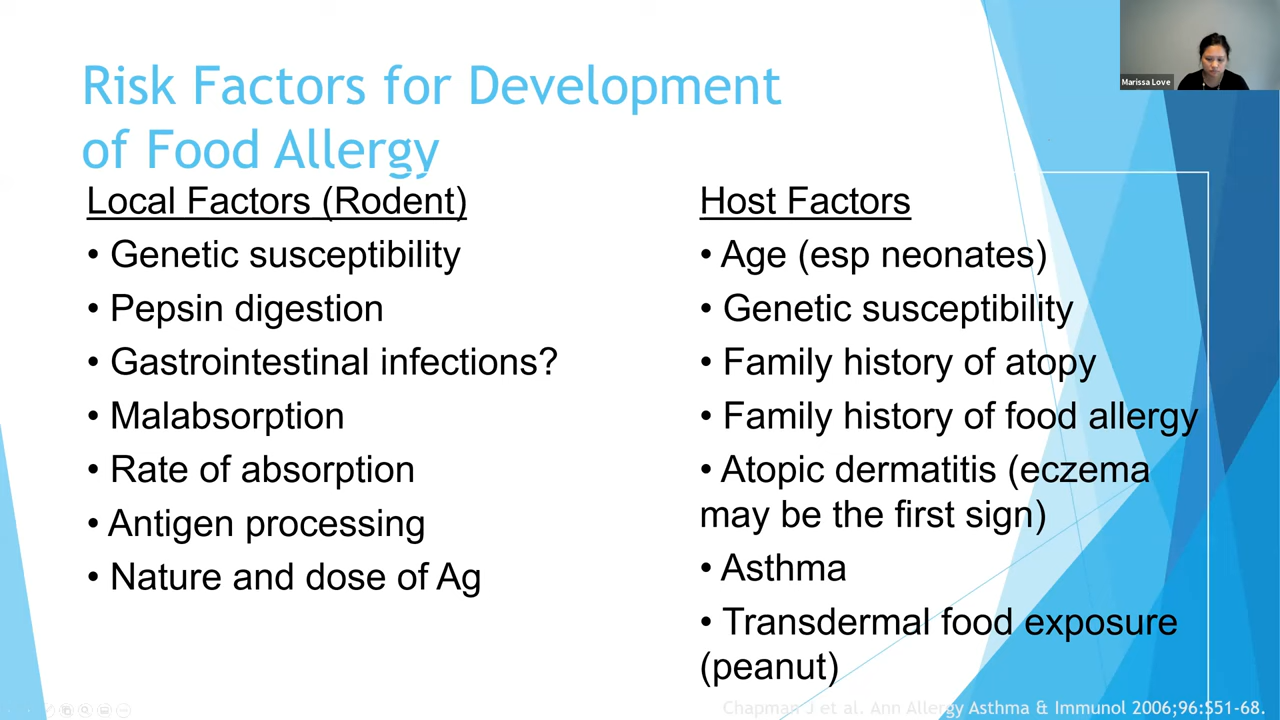 Marissa Love
Risk Factors for Development
of Food Allergy
Local Factors (Rodent)
• Genetic susceptibility
• Pepsin digestion
• Gastrointestinal infections?
• Malabsorption
• Rate of absorption
• Antigen processing
• Nature and dose of Ag
Host Factors
• Age (esp neonates)
• Genetic susceptibility
• Family history of atopy
• Family history of food allergy
• Atopic dermatitis (eczema
may be the first sign)
• Asthma
• Transdermal food exposure
(peanut)
Chapman J et al. Ann Allergy Asthma & Immunol 2006;96:S51-68.